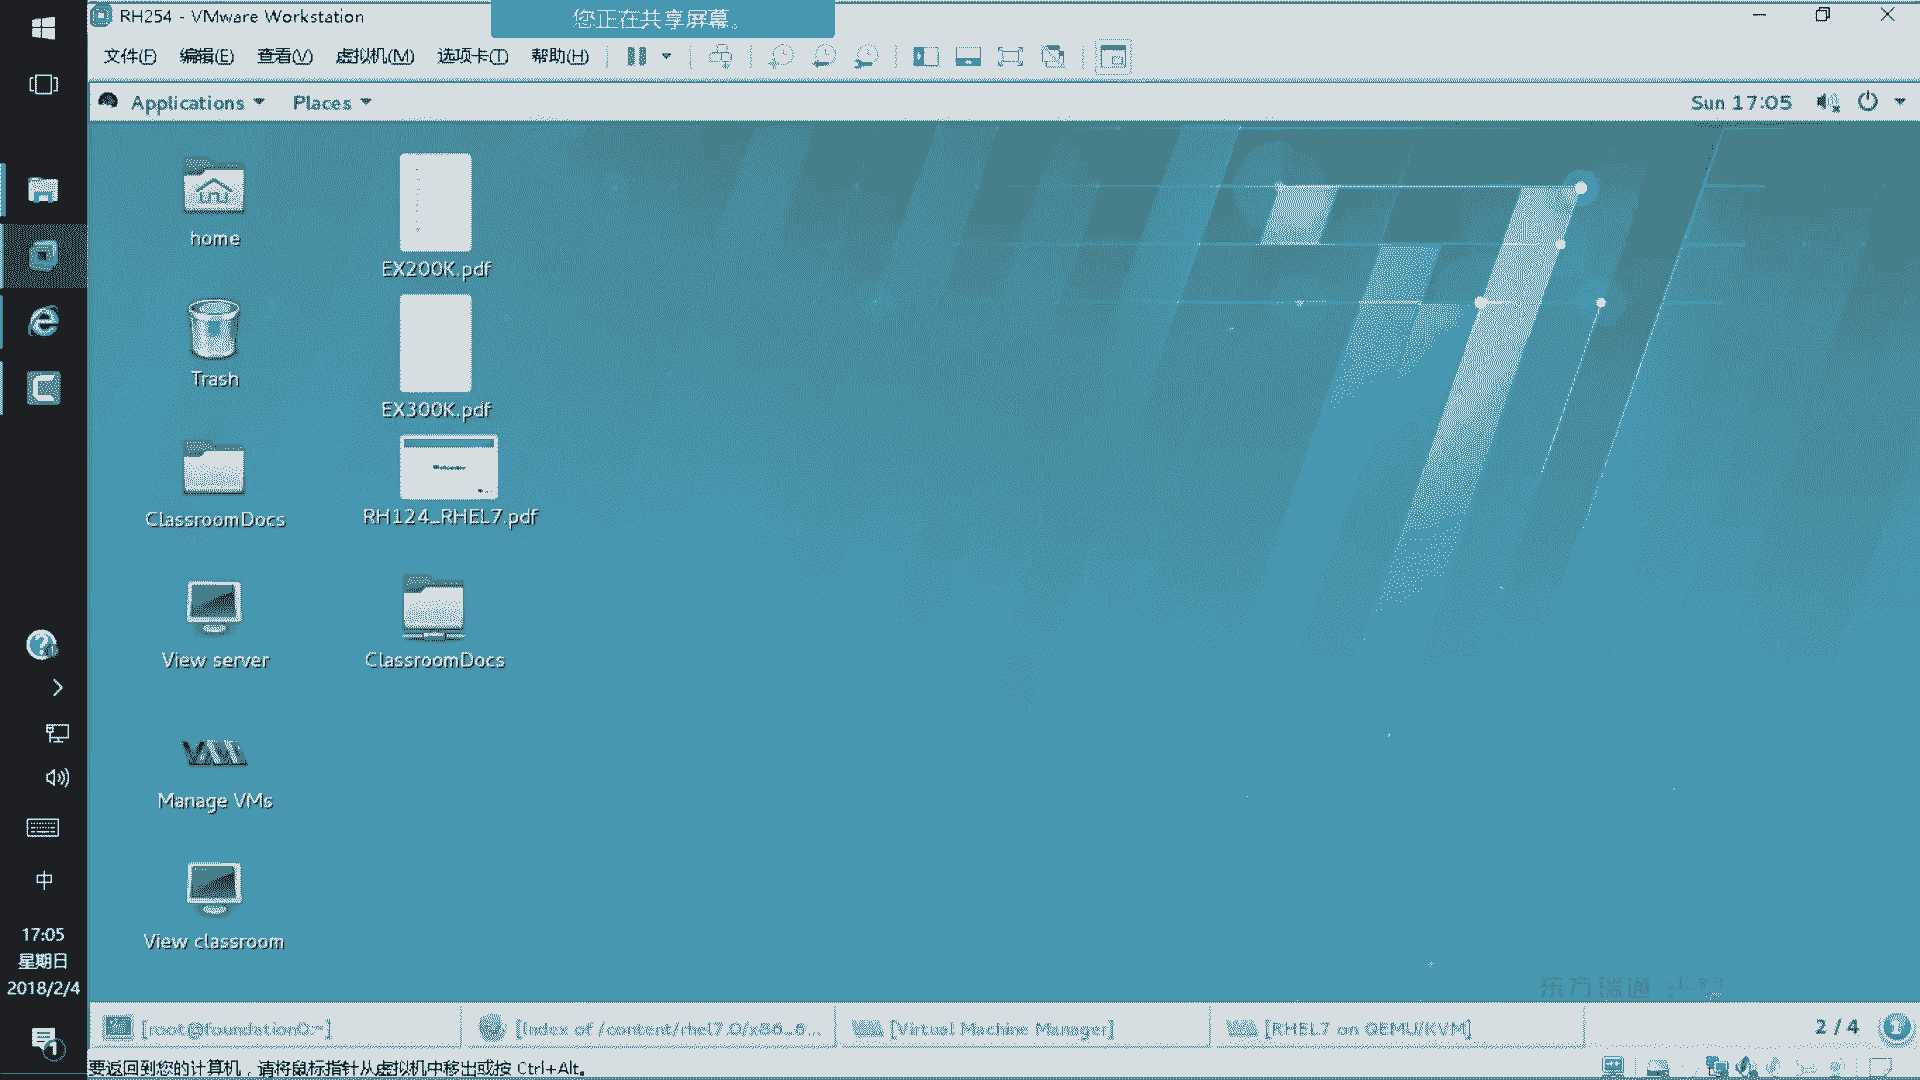 RH254 - VMware Workstation
您正在共享屏幕。
文件(F) 编辑(E) 查看(V) 虚拟机(M) 选项卡(T) 帮助(H)
Applications Places Sun 17:05
home
EX200K.pdf
Trash
EX300K.pdf
ClassroomDocs
RH124_RHEL7.pdf
View server
ClassroomDocs
Manage VMs
View classroom
中
17:05
星期日
2018/2/4
1
东方瑞通
[root@foundation0:~]
[Index of /content/rhel7.0/x86_6...
[Virtual Machine Manager]
[RHEL7 on QEMU/KVM]
2 / 4
要返回到您的计算机，请将鼠标指针从虚拟机中移出或按 Ctrl+Alt。